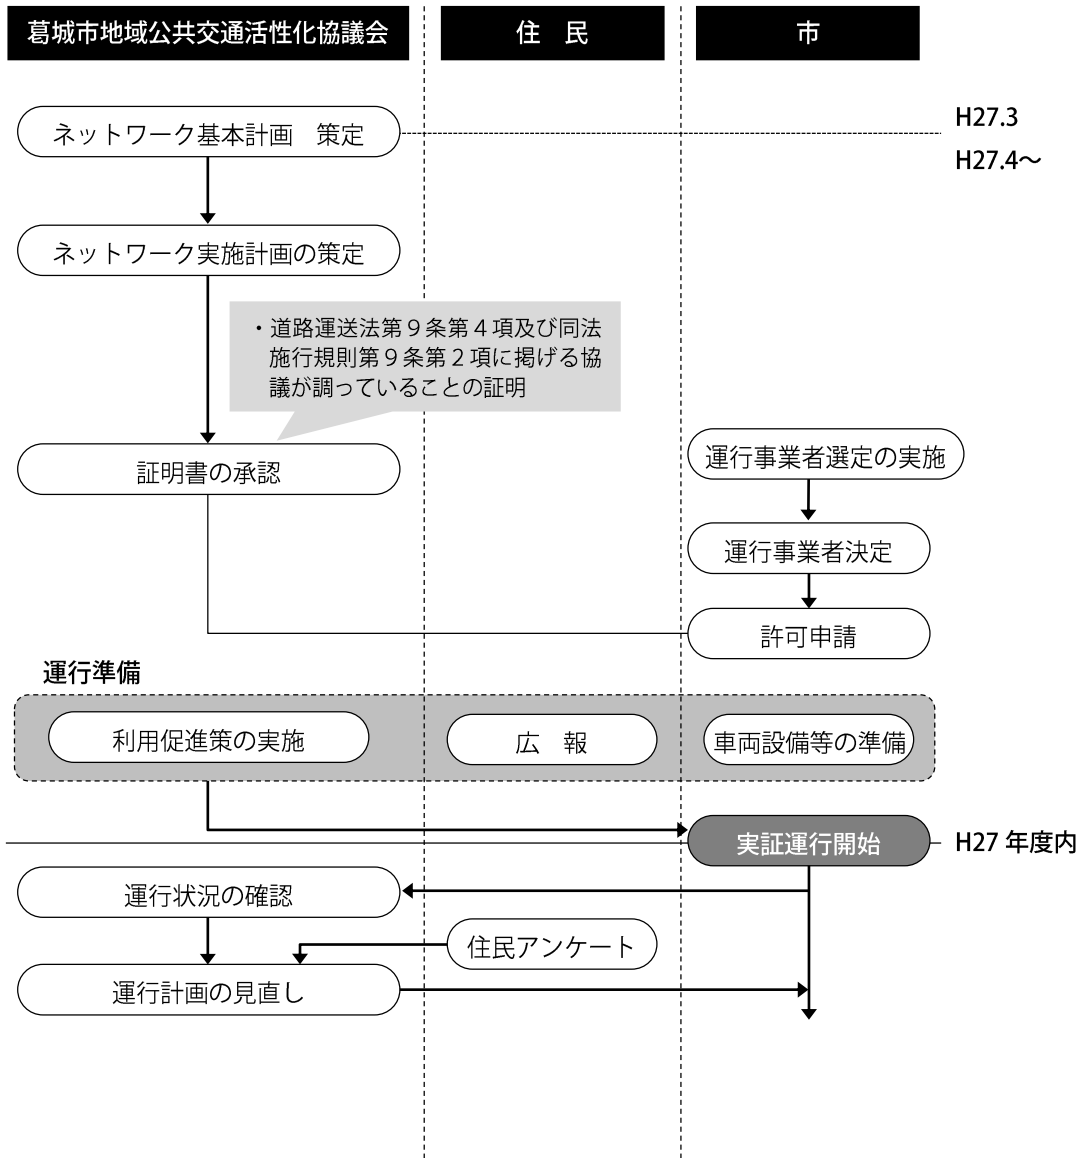 葛城市地域公共交通活性化協議会
住　民
市
ネットワーク基本計画　策定
H27.3
H27.4～
ネットワーク実施計画の策定
・道路運送法第９条第４項及び同法
施行規則第９条第２項に掲げる協
議が調っていることの証明
証明書の承認
運行事業者選定の実施
運行事業者決定
許可申請
運行準備
利用促進策の実施
広　報
車両設備等の準備
実証運行開始
H27 年度内
運行状況の確認
住民アンケート
運行計画の見直し